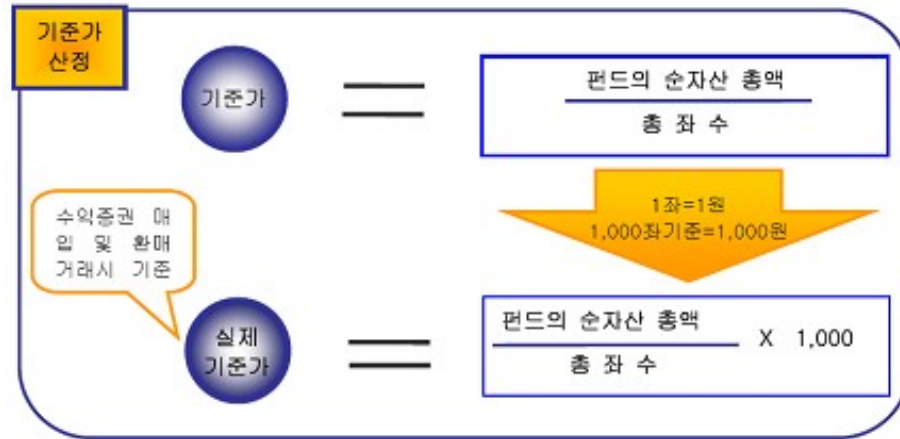 기준가
산정
기준가
펀드의 순자산 총액
총 좌 수
1좌=1원
1,000좌기준=1,000원
수익증권 매
입 및 환매
거래시 기준
실제
기준가
펀드의 순자산 총액
총 좌 수
X 1,000